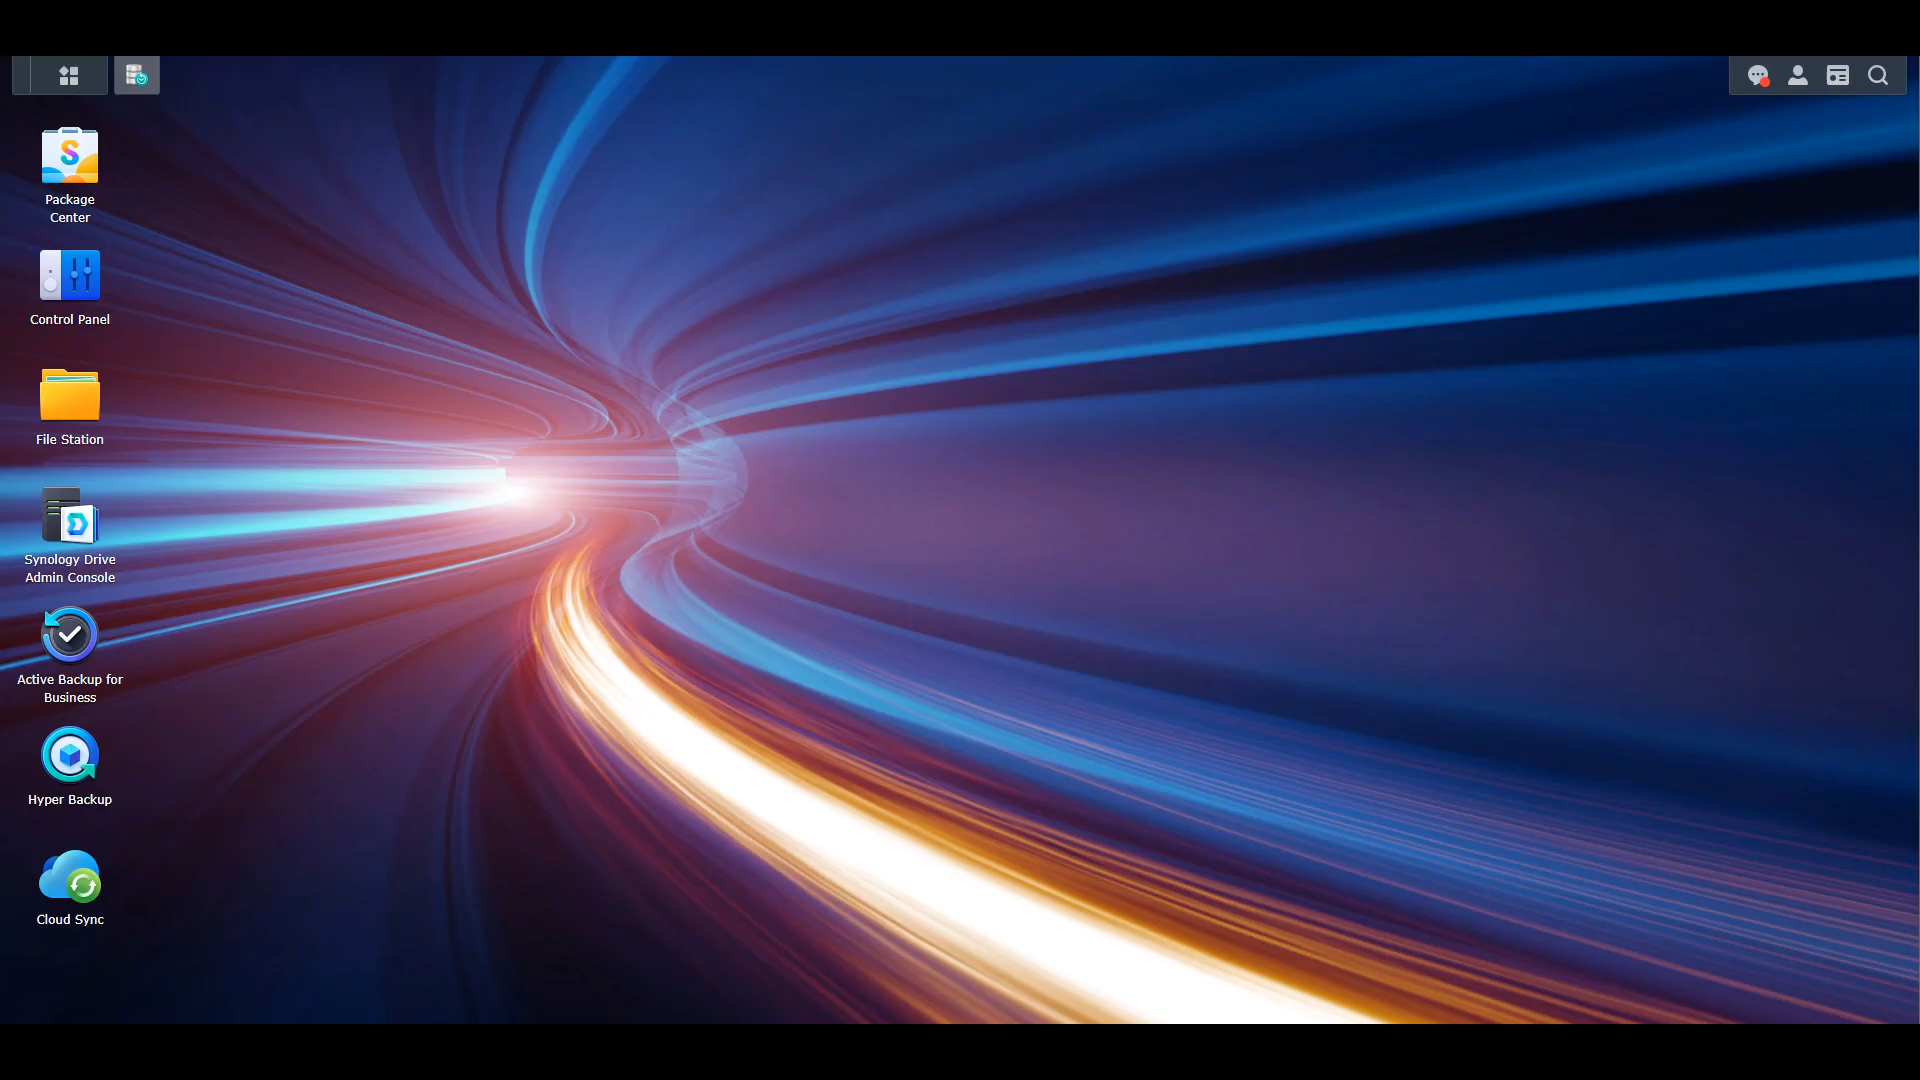 Package
Center
Control Panel
File Station
Synology Drive
Admin Console
Active Backup for
Business
Hyper Backup
Cloud Sync